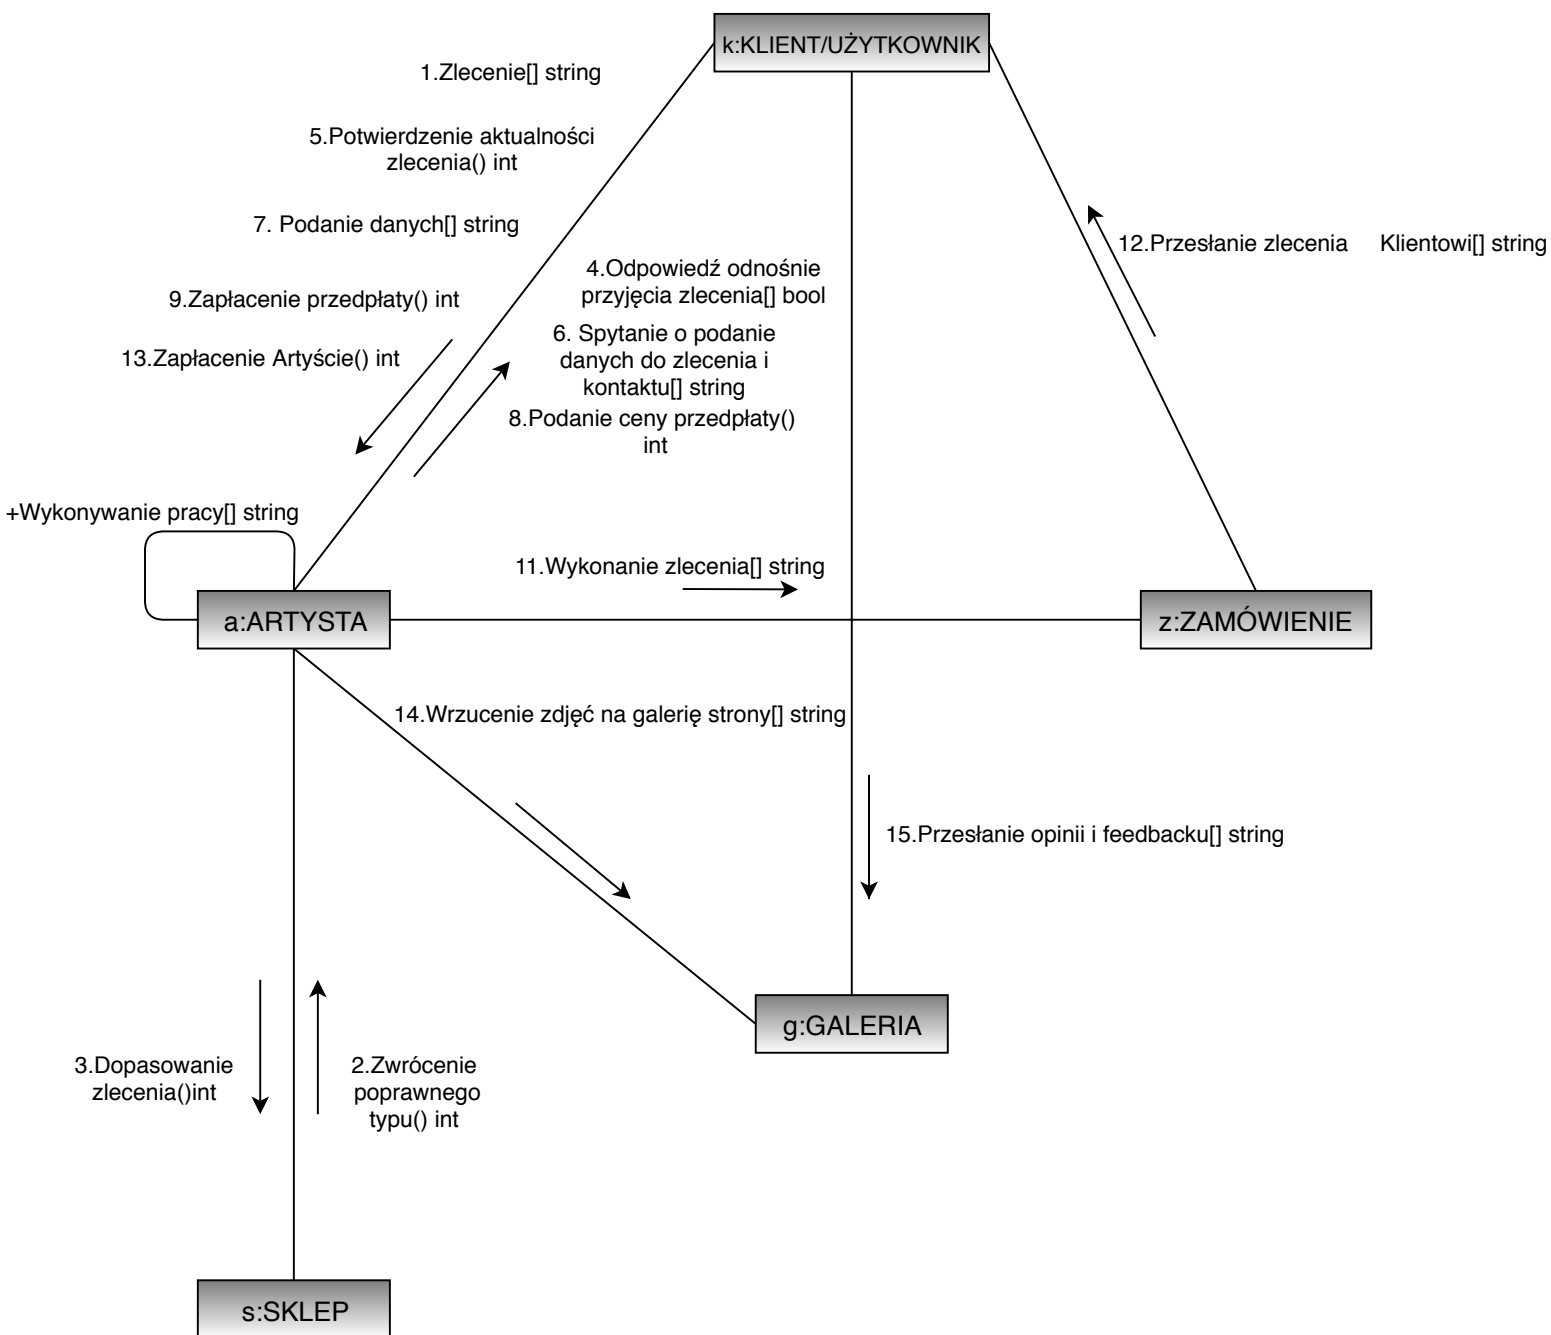 k:KLIENT/UŻYTKOWNIK
1.Zlecenie[] string
5.Potwierdzenie aktualności
zlecenia() int
7. Podanie danych[] string
9.Zapłacenie przedpłaty() int
13.Zapłacenie Artyście() int
4.Odpowiedź odnośnie
przyjęcia zlecenia[] bool
6. Spytanie o podanie
danych do zlecenia i
kontaktu[] string
8.Podanie ceny przedpłaty()
int
12.Przesłanie zlecenia Klientowi[] string
+Wykonywanie pracy[] string
11.Wykonanie zlecenia[] string
a:ARTYSTA
z:ZAMÓWIENIE
14.Wrzucenie zdjęć na galerię strony[] string
15.Przesłanie opinii i feedbacku[] string
g:GALERIA
3.Dopasowanie
zlecenia()int
2.Zwrócenie
poprawnego
typu() int
s:SKLEP